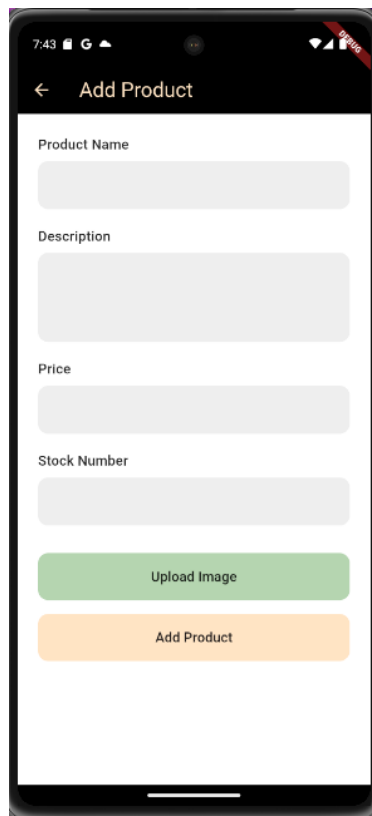 7:43 G
DEBUG
Add Product
Product Name
Description
Price
Stock Number
Upload Image
Add Product